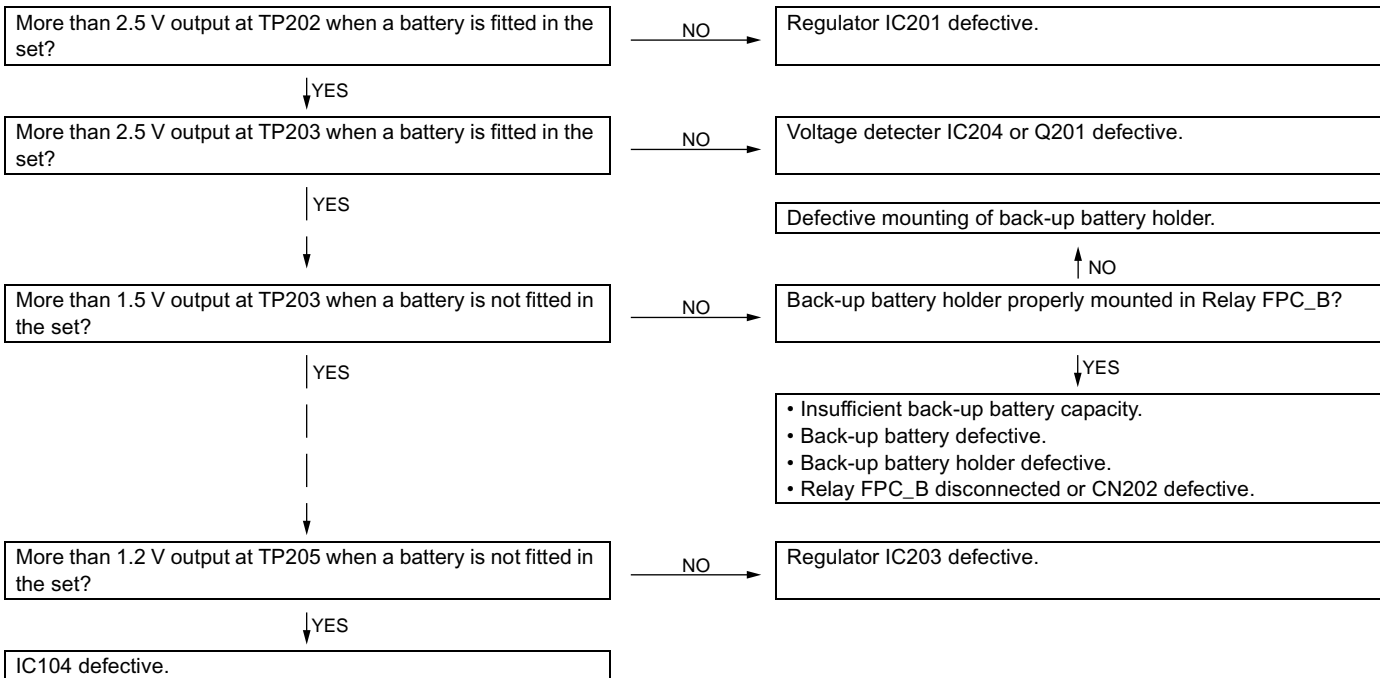 More than 2.5 V output at TP202 when a battery is fitted in the
set?
NO
Regulator IC201 defective.
YES
More than 2.5 V output at TP203 when a battery is fitted in the
set?
NO
Voltage detecter IC204 or Q201 defective.
YES
Defective mounting of back-up battery holder.
NO
More than 1.5 V output at TP203 when a battery is not fitted in
the set?
NO
Back-up battery holder properly mounted in Relay FPC_B?
YES
YES
• Insufficient back-up battery capacity.
• Back-up battery defective.
• Back-up battery holder defective.
• Relay FPC_B disconnected or CN202 defective.
More than 1.2 V output at TP205 when a battery is not fitted in
the set?
NO
Regulator IC203 defective.
YES
IC104 defective.